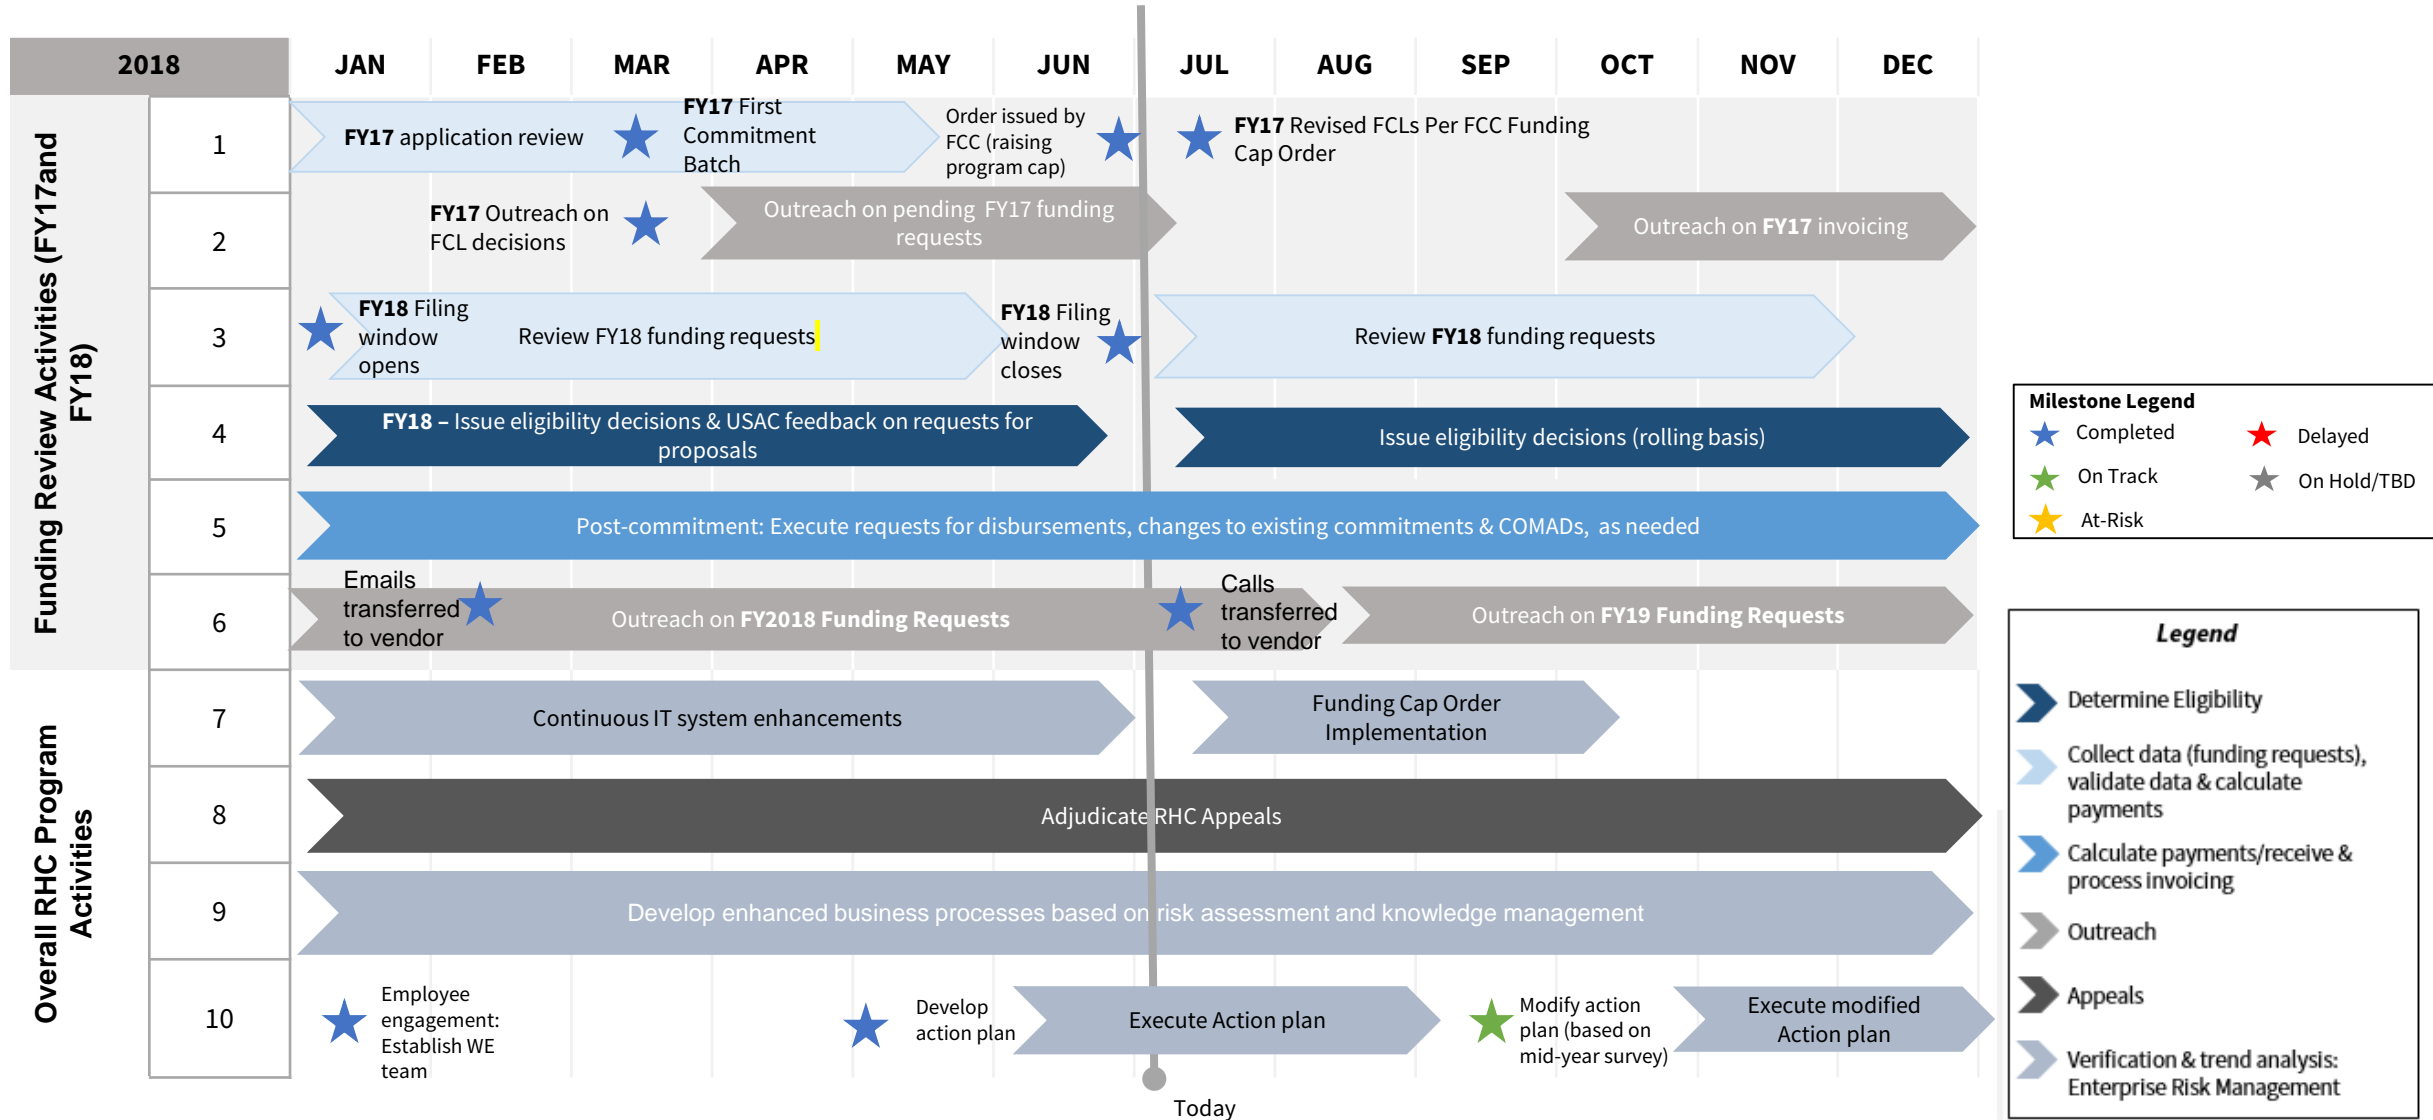 2018
JAN
FEB
MAR
APR
MAY
JUN
JUL
AUG
SEP
OCT
NOV
DEC
Funding Review Activities (FY17and
FY18)
1
FY17 application review
FY17 First
Commitment
Batch
Order issued by
FCC (raising
program cap)
FY17 Revised FCLs Per FCC Funding
Cap Order
2
FY17 Outreach on
FCL decisions
Outreach on pending FY17 funding
requests
Outreach on FY17 invoicing
3
FY18 Filing
window
opens
Review FY18 funding requests
FY18 Filing
window
closes
Review FY18 funding requests
4
FY18 – Issue eligibility decisions & USAC feedback on requests for
proposals
Issue eligibility decisions (rolling basis)
5
Post-commitment: Execute requests for disbursements, changes to existing commitments & COMADs, as needed
6
Emails
transferred
to vendor
Outreach on FY2018 Funding Requests
Calls
transferred
to vendor
Outreach on FY19 Funding Requests
Overall RHC Program
Activities
7
Continuous IT system enhancements
Funding Cap Order
Implementation
8
Adjudicate RHC Appeals
9
Develop enhanced business processes based on risk assessment and knowledge management
10
Employee
engagement:
Establish WE
team
Develop
action plan
Execute Action plan
Modify action
plan (based on
mid-year survey)
Execute modified
Action plan
Today
Milestone Legend
Completed
Delayed
On Track
On Hold/TBD
At-Risk
Legend
Determine Eligibility
Collect data (funding requests),
validate data & calculate
payments
Calculate payments/receive &
process invoicing
Outreach
Appeals
Verification & trend analysis:
Enterprise Risk Management